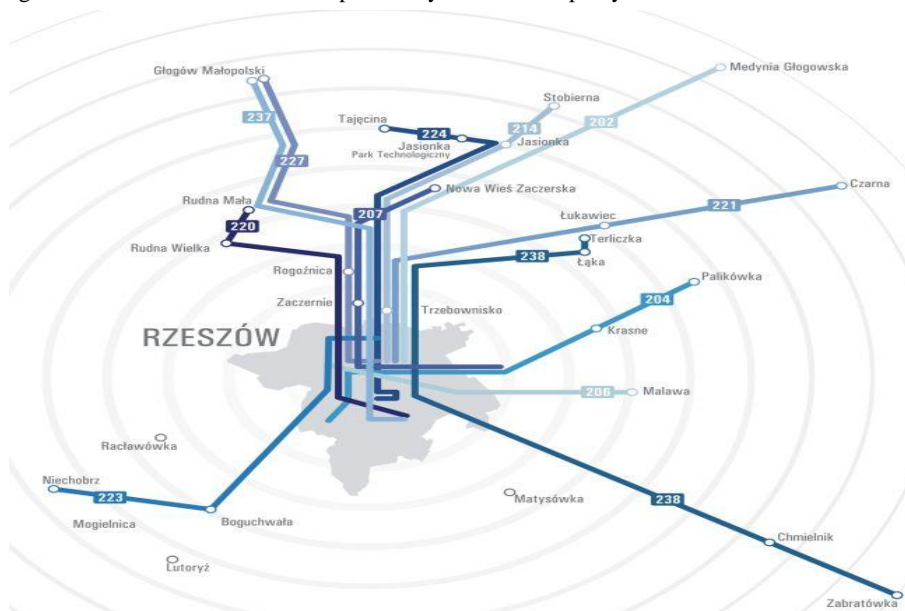 Głogów Małopolski
Medynia Głogowska
Stobierna
237
Tajęcina
224
214
202
Jasionka
Park Technologiczny
Jasionka
227
Czarna
Nowa Wieś Zaczerska
Rudna Mała
207
221
220
Łukawiec
Terliczka
Rudna Wielka
238
Łąka
Rogoźnica
Palikówka
204
Zaczernie
Trzebownisko
Krasne
RZESZÓW
206
Malawa
Racławówka
Niechobrz
223
Matysówka
238
Mogielnica
Boguchwała
Chmielnik
Lutoryż
Zabratówka